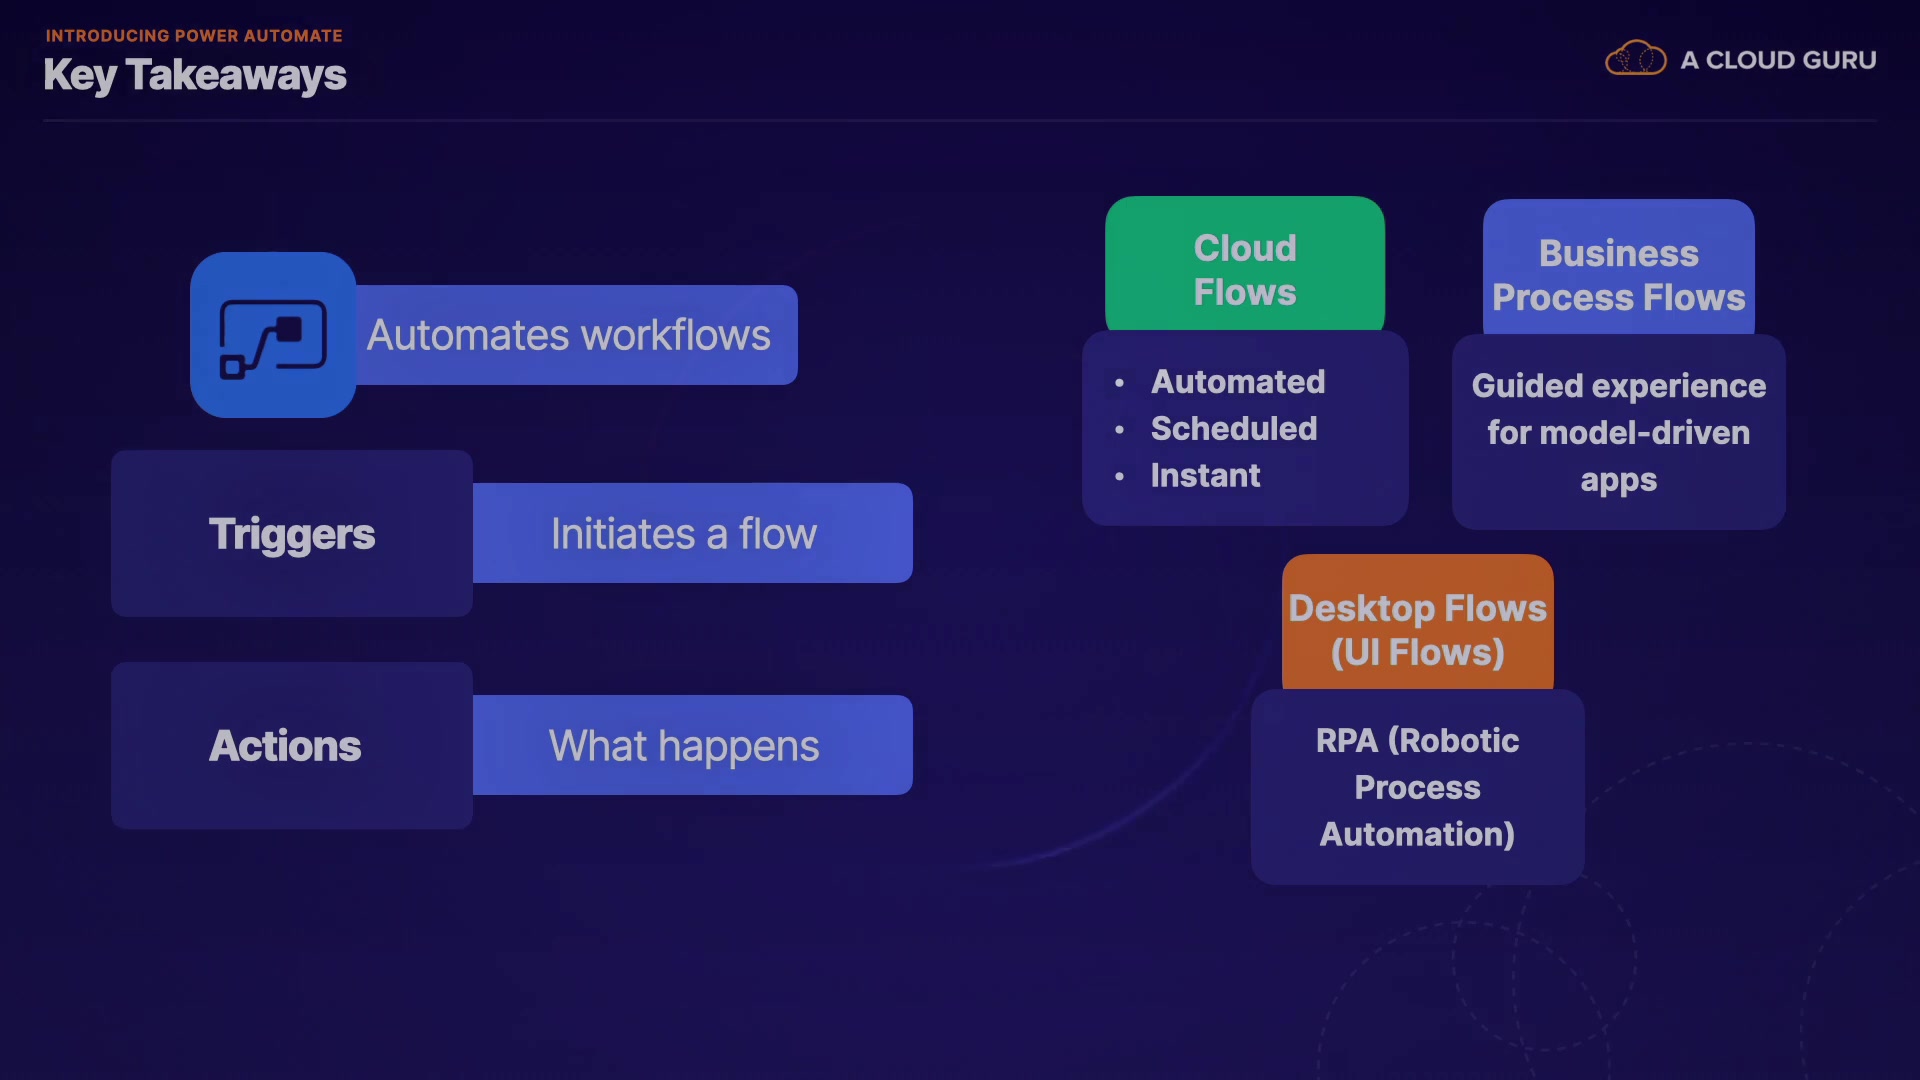 INTRODUCING POWER AUTOMATE
Key Takeaways
A CLOUD GURU
Automates workflows
Triggers
Initiates a flow
Actions
What happens
Cloud
Flows
• Automated
• Scheduled
• Instant
Business
Process Flows
Guided experience
for model-driven
apps
Desktop Flows
(UI Flows)
RPA (Robotic
Process
Automation)